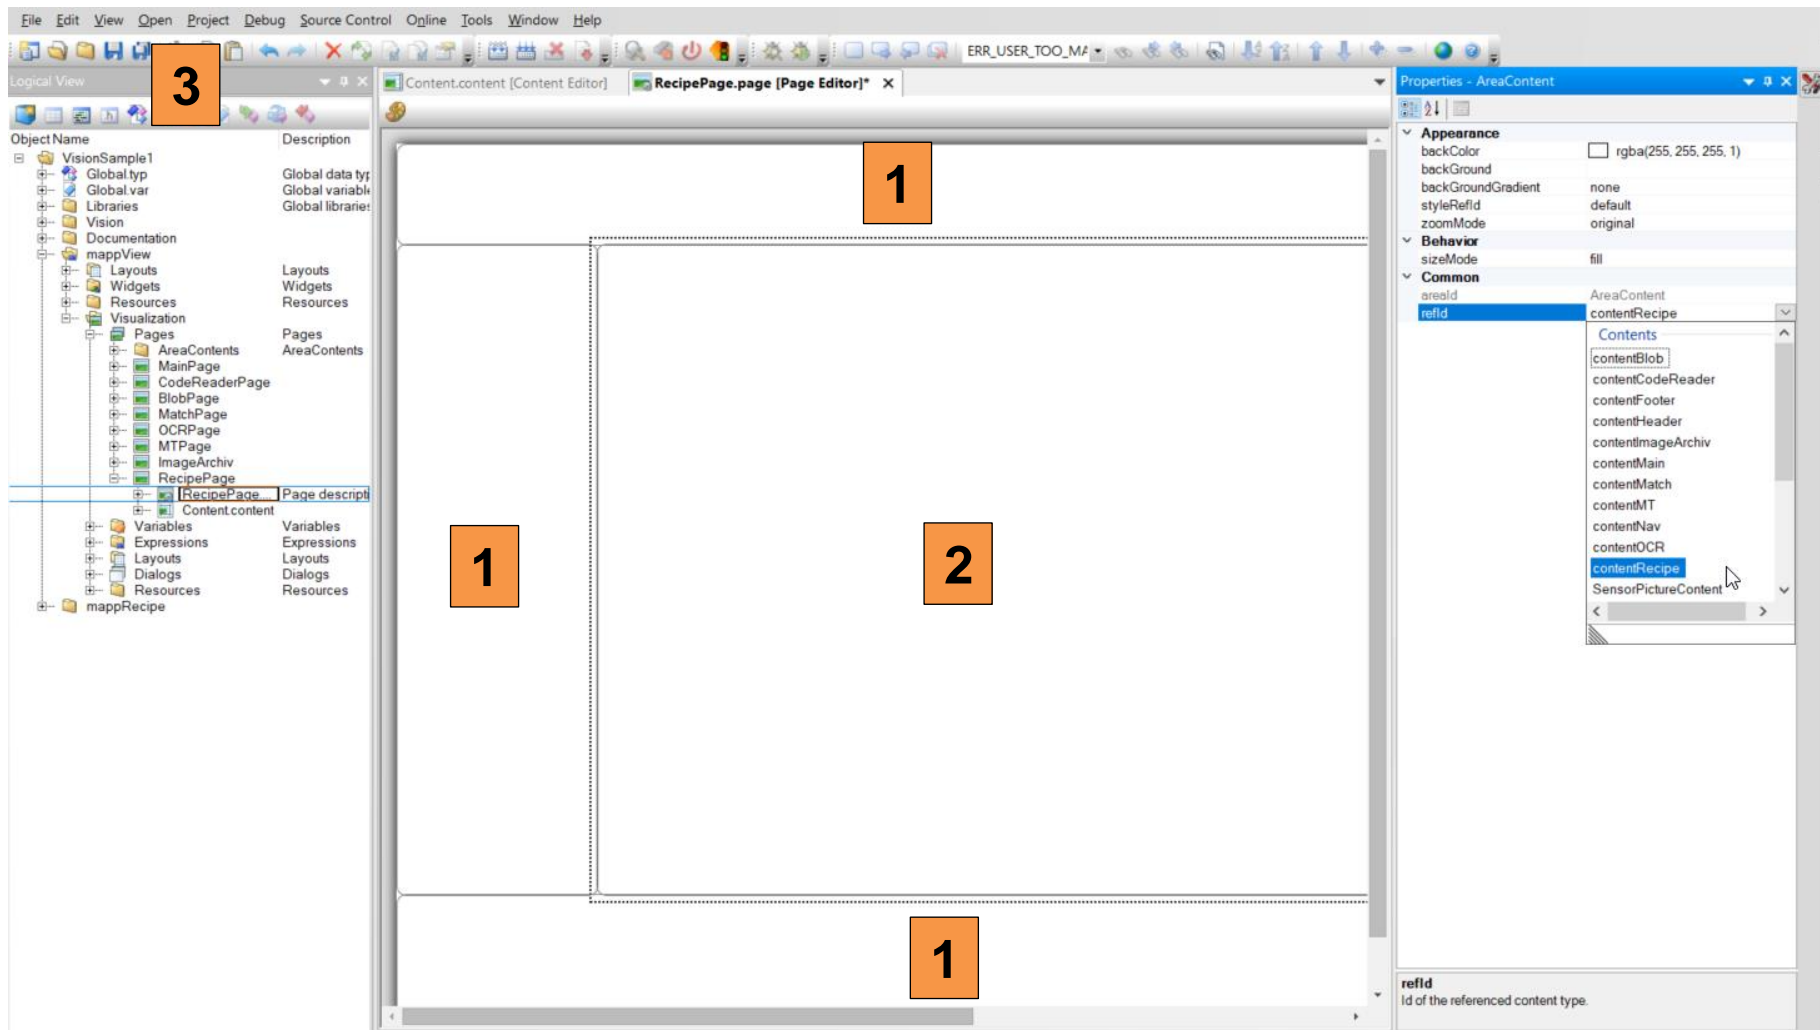 File Edit View Open Project Debug Source Control Online Tools Window Help
ERR_USER_TOO_MA
Logical View
3
Content.content [Content Editor]
RecipePage.page [Page Editor]* X
Properties - AreaContent
Object Name Description
VisionSample1
Global.typ Global data typ
Global.var Global variable
Libraries Global libraries
Vision
Documentation
mappView
Layouts Layouts
Widgets Widgets
Resources Resources
Visualization
Pages Pages
AreaContents AreaContents
MainPage
CodeReaderPage
BlobPage
MatchPage
OCRPage
MTPage
ImageArchiv
RecipePage
RecipePage.... Page descripti
Content.content
Variables Variables
Expressions Expressions
Layouts Layouts
Dialogs Dialogs
Resources Resources
mappRecipe
1
1
2
1
Appearance
backColor rgba(255, 255, 255, 1)
backGround
backGroundGradient none
styleRefId default
zoomMode original
Behavior
sizeMode fill
Common
areaId AreaContent
refId contentRecipe
Contents
contentBlob
contentCodeReader
contentFooter
contentHeader
contentImageArchiv
contentMain
contentMatch
contentMT
contentNav
contentOCR
contentRecipe
SensorPictureContent
refId
Id of the referenced content type.